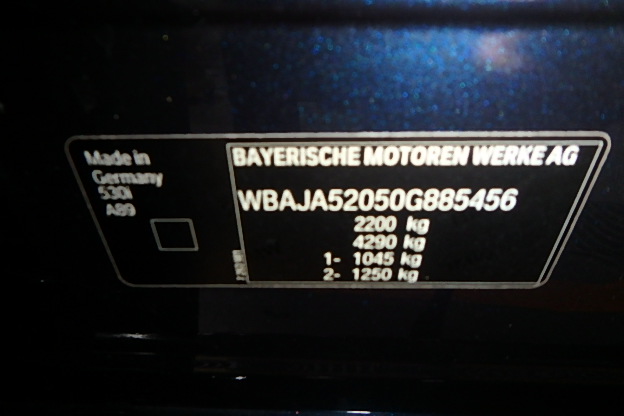 Made in
Germany
530i
A89
BAYERISCHE MOTOREN WERKE AG
WBAJA52050G885456
2200 kg
4290 kg
1- 1045 kg
2- 1250 kg